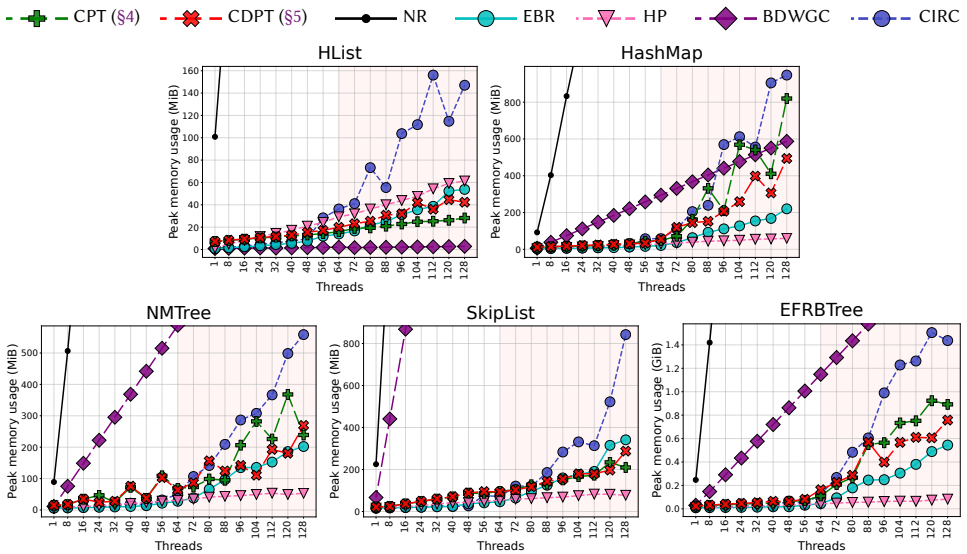 CPT (§4) CDPT (§5) NR EBR HP BDWGC CIRC
HList
Peak memory usage (MiB)
160
140
120
100
80
60
40
20
0
1 8 16 24 32 40 48 56 64 72 80 88 96 104 112 120 128
Threads
HashMap
Peak memory usage (MiB)
800
600
400
200
0
1 8 16 24 32 40 48 56 64 72 80 88 96 104 112 120 128
Threads
NMTree
Peak memory usage (MiB)
500
400
300
200
100
0
1 8 16 24 32 40 48 56 64 72 80 88 96 104 112 120 128
Threads
SkipList
Peak memory usage (MiB)
800
600
400
200
0
1 8 16 24 32 40 48 56 64 72 80 88 96 104 112 120 128
Threads
EFRBTree
Peak memory usage (GiB)
1.4
1.2
1.0
0.8
0.6
0.4
0.2
0.0
1 8 16 24 32 40 48 56 64 72 80 88 96 104 112 120 128
Threads